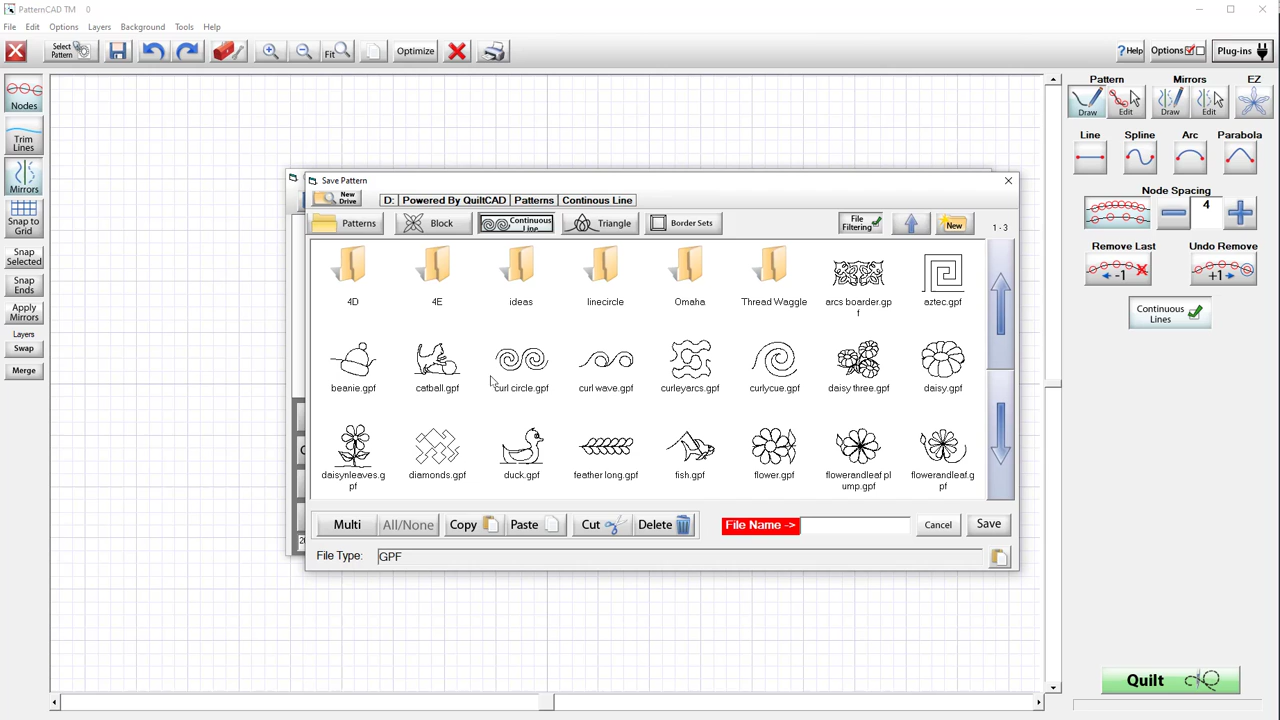 PatternCAD TM 0
File Edit Options Layers Background Tools Help
Select Pattern Fit Optimize ?Help Options Plug-ins
Nodes
Trim Lines
Mirrors
Snap to Grid
Snap Selected
Snap Ends
Apply Mirrors
Layers
Swap
Merge
Save Pattern
New Drive D: Powered By QuiltCAD Patterns Continous Line
Patterns Block Continuous Line Triangle Border Sets File Filtering New 1 - 3
4D 4E ideas linecircle Omaha Thread Waggle arcs boarder.gpf aztec.gpf
beanie.gpf catball.gpf curl circle.gpf curl wave.gpf curleyarcs.gpf curlycue.gpf daisy three.gpf daisy.gpf
daisynleaves.gpf diamonds.gpf duck.gpf feather long.gpf fish.gpf flower.gpf flowerandleaf plump.gpf flowerandleaf.gpf
Multi All/None Copy Paste Cut Delete File Name -> Cancel Save
File Type: GPF
Pattern Mirrors EZ
Draw Edit Draw Edit
Line Spline Arc Parabola
Node Spacing
4
Remove Last Undo Remove
-1 +1
Continuous Lines
Quilt